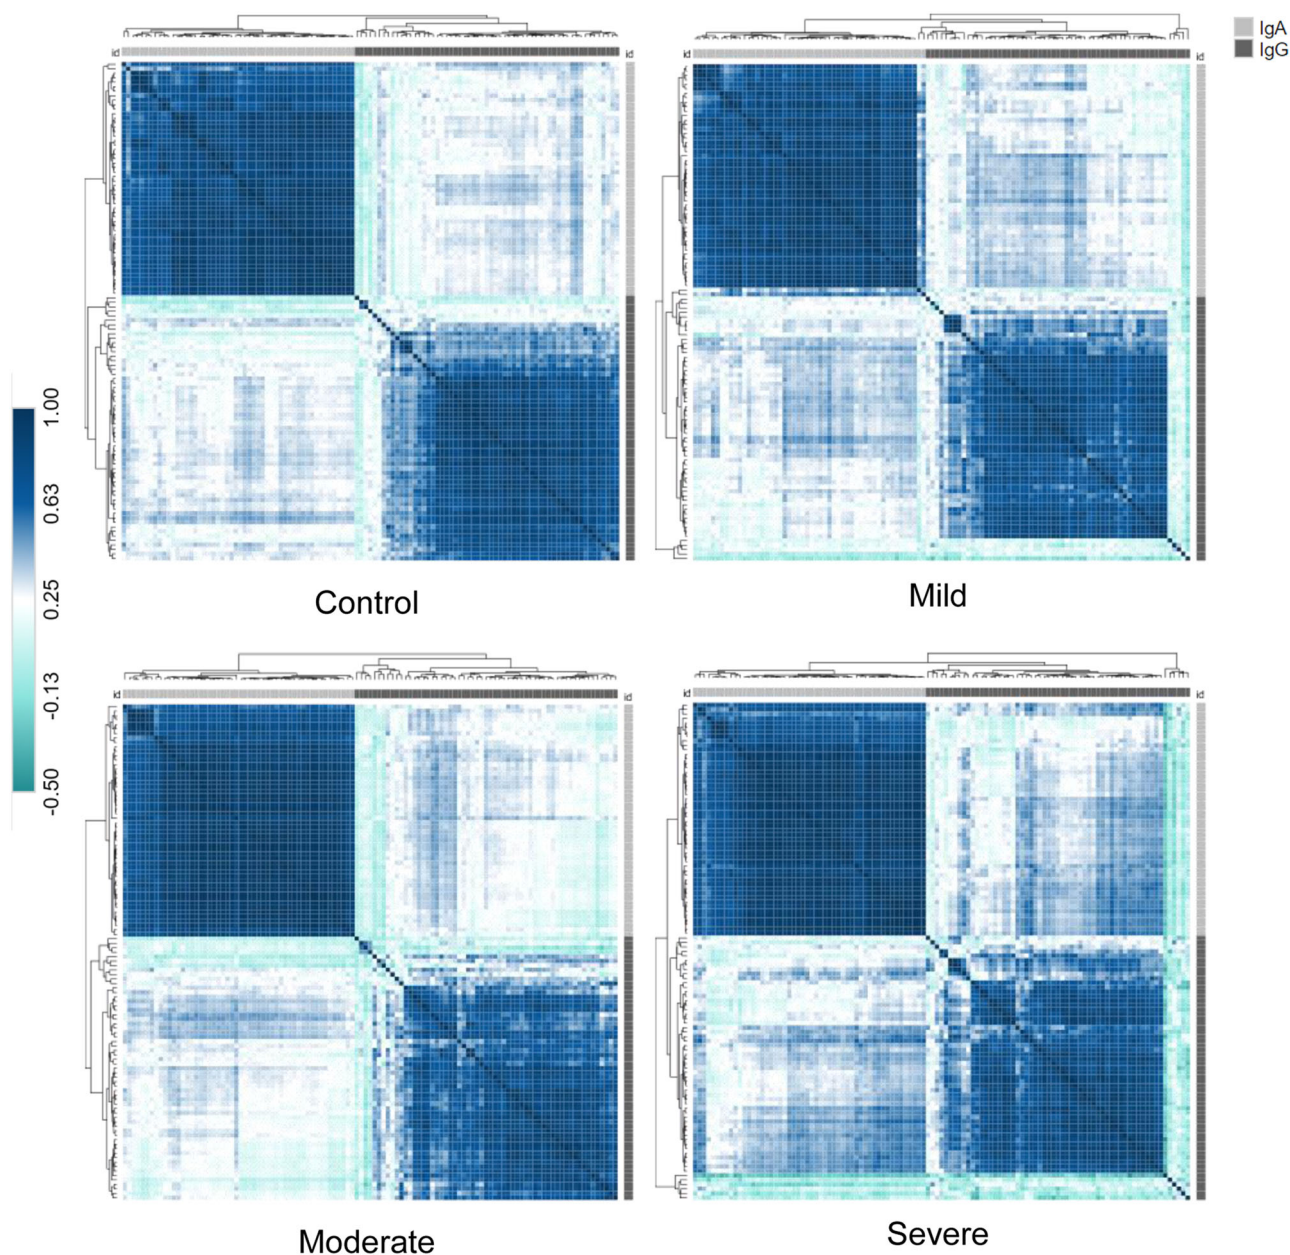 IgA
IgG
id
id
id
id
Control
Mild
1.00
0.63
0.25
-0.13
-0.50
id
id
id
id
Moderate
Severe